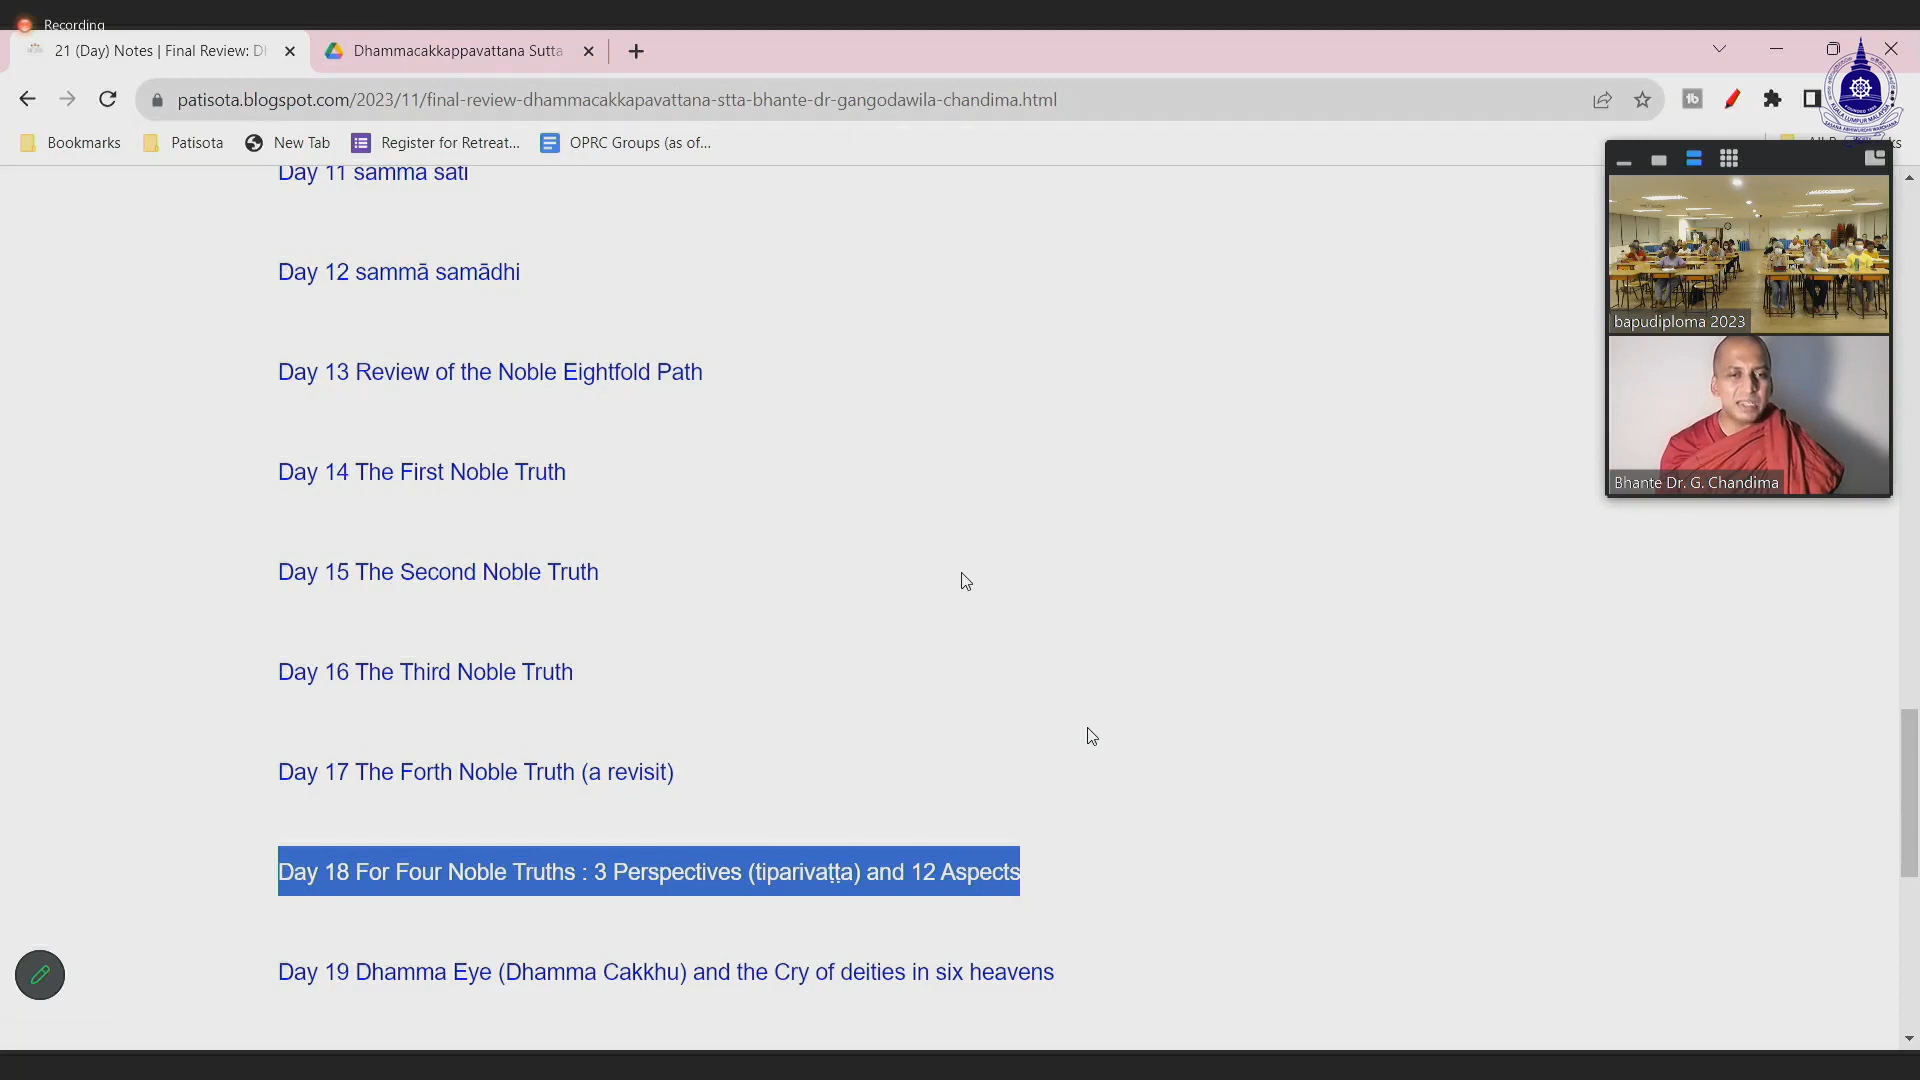 Recording
21 (Day) Notes | Final Review: D
Dhammacakkappavattana Sutta
patisota.blogspot.com/2023/11/final-review-dhammacakkapavattana-stta-bhante-dr-gangodawila-chandima.html
Bookmarks
Patisota
New Tab
Register for Retreat...
OPRC Groups (as of...
Day 11 sammā sati
Day 12 sammā samādhi
Day 13 Review of the Noble Eightfold Path
Day 14 The First Noble Truth
Day 15 The Second Noble Truth
Day 16 The Third Noble Truth
Day 17 The Forth Noble Truth (a revisit)
Day 18 For Four Noble Truths : 3 Perspectives (tiparivaṭṭa) and 12 Aspects
Day 19 Dhamma Eye (Dhamma Cakkhu) and the Cry of deities in six heavens
bapudiploma 2023
Bhante Dr. G. Chandima